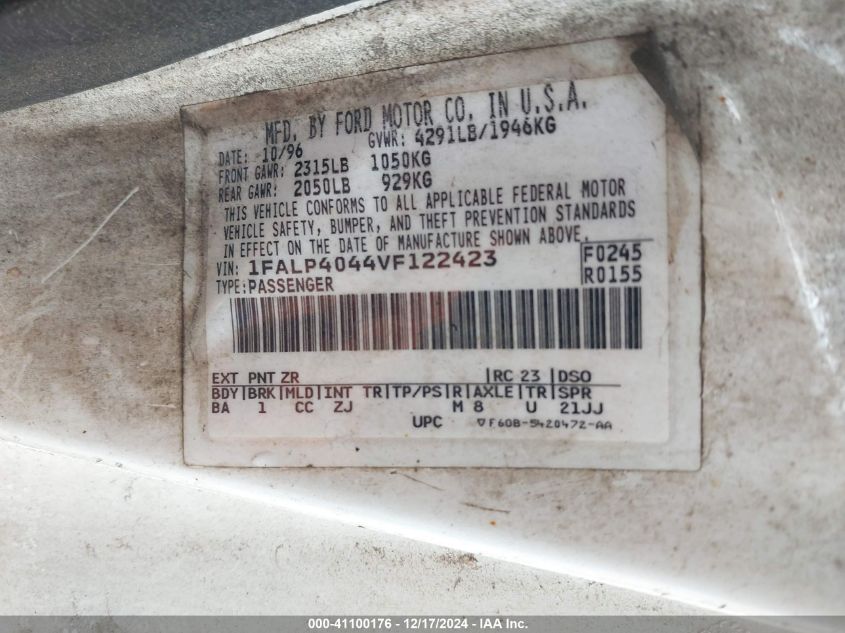 MFD. BY FORD MOTOR CO. IN U.S.A.
DATE: 10/96 GVWR: 4291LB/1946KG
FRONT GAWR: 2315LB 1050KG
REAR GAWR: 2050LB 929KG
THIS VEHICLE CONFORMS TO ALL APPLICABLE FEDERAL MOTOR
VEHICLE SAFETY, BUMPER, AND THEFT PREVENTION STANDARDS
IN EFFECT ON THE DATE OF MANUFACTURE SHOWN ABOVE.
VIN: 1FALP4044VF122423 F0245
TYPE: PASSENGER R0155
EXT PNT ZR RC 23 DSO
BDY BRK MLD INT TR TP/PS R AXLE TR SPR
BA 1 CC ZJ M 8 U 21JJ
UPC ▽F60B-5420472-AA
000-41100176 - 12/17/2024 - IAA Inc.